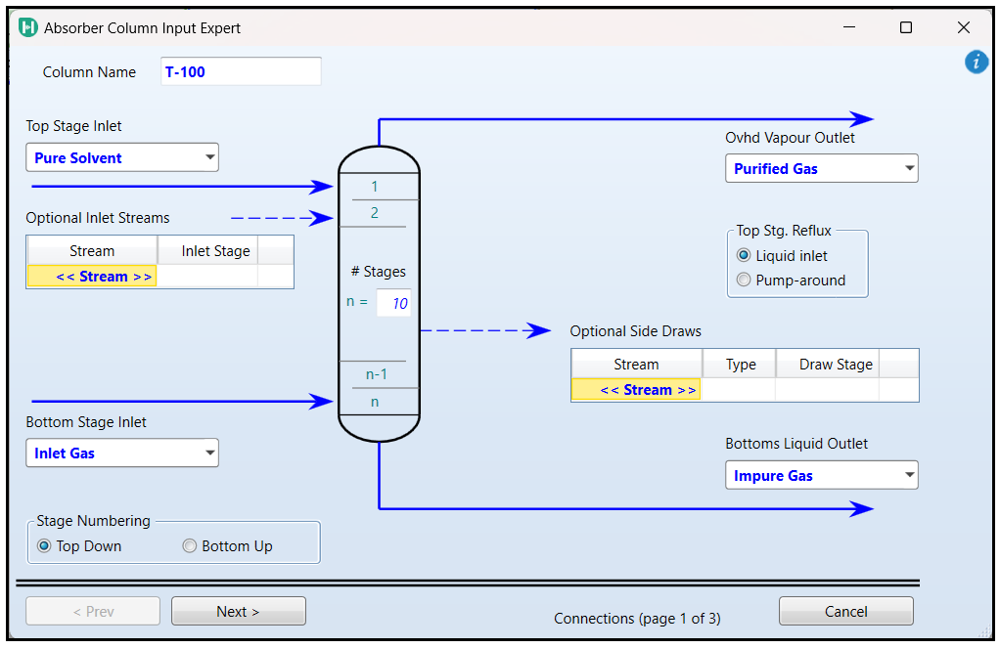 Absorber Column Input Expert
Column Name T-100
Top Stage Inlet
Pure Solvent
Ovhd Vapour Outlet
Purified Gas
1
2
Optional Inlet Streams
Stream Inlet Stage
<< Stream >>
Top Stg. Reflux
Liquid inlet
Pump-around
# Stages
n = 10
Optional Side Draws
Stream Type Draw Stage
<< Stream >>
n-1
n
Bottom Stage Inlet
Inlet Gas
Bottoms Liquid Outlet
Impure Gas
Stage Numbering
Top Down Bottom Up
< Prev Next > Connections (page 1 of 3) Cancel